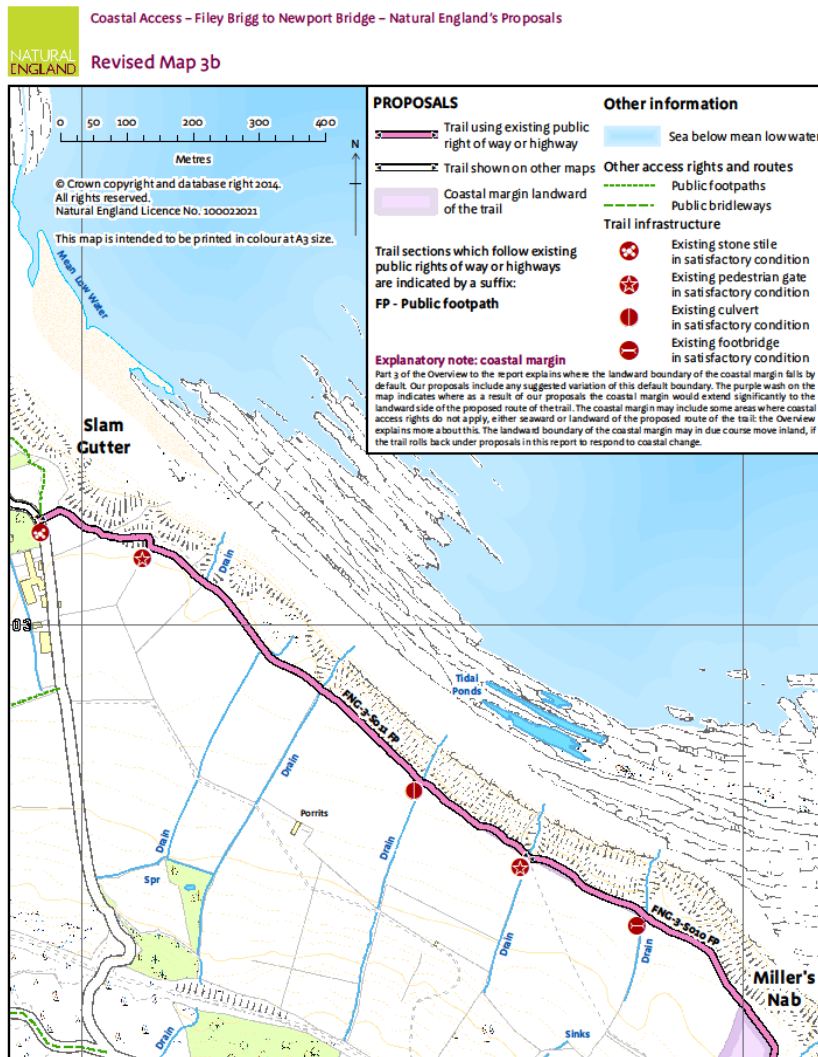 Coastal Access – Filey Brigg to Newport Bridge – Natural England's Proposals
NATURAL
ENGLAND
Revised Map 3b
0 50 100 200 300 400
Metres
N
© Crown copyright and database right 2014.
All rights reserved.
Natural England Licence No. 100022021
This map is intended to be printed in colour at A3 size.
PROPOSALS
Trail using existing public
right of way or highway
Trail shown on other maps
Coastal margin landward
of the trail
Trail sections which follow existing
public rights of way or highways
are indicated by a suffix:
FP - Public footpath
Other information
Sea below mean low water
Other access rights and routes
Public footpaths
Public bridleways
Trail infrastructure
Existing stone stile
in satisfactory condition
Existing pedestrian gate
in satisfactory condition
Existing culvert
in satisfactory condition
Existing footbridge
in satisfactory condition
Explanatory note: coastal margin
Part 3 of the Overview to the report explains where the landward boundary of the coastal margin falls by
default. Our proposals include any suggested variation of this default boundary. The purple wash on the
map indicates where as a result of our proposals the coastal margin would extend significantly to the
landward side of the proposed route of the trail. The coastal margin may include some areas where coastal
access rights do not apply, either seaward or landward of the proposed route of the trail: the Overview
explains more about this. The landward boundary of the coastal margin may in due course move inland, if
the trail rolls back under proposals in this report to respond to coastal change.
Mean Low Water
Slam
Gutter
Drain
03
Tidal
Ponds
FNC-3-S011 FP
Drain
Porrits
Drain
Drain
Spr
FNC-3-S010 FP
Drain
Drain
Miller's
Nab
Drain
Sinks